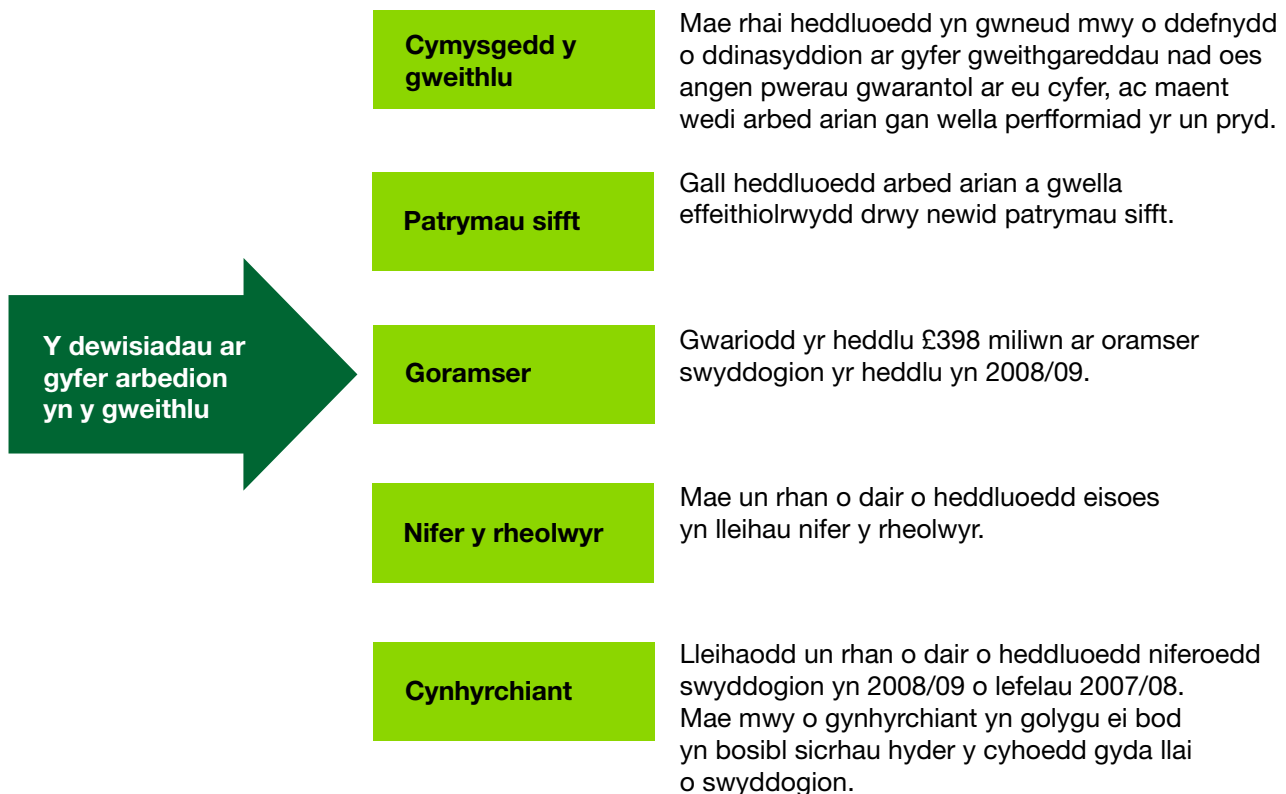 Cymysgedd y
gweithlu
Mae rhai heddluoedd yn gwneud mwy o ddefnydd
o ddinasyddion ar gyfer gweithgareddau nad oes
angen pwerau gwarantol ar eu cyfer, ac maent
wedi arbed arian gan wella perfformiad yr un pryd.
Patrymau sifft
Gall heddluoedd arbed arian a gwella
effeithiolrwydd drwy newid patrymau sifft.
Y dewisiadau ar
gyfer arbedion
yn y gweithlu
Goramser
Gwariodd yr heddlu £398 miliwn ar oramser
swyddogion yr heddlu yn 2008/09.
Nifer y rheolwyr
Mae un rhan o dair o heddluoedd eisoes
yn lleihau nifer y rheolwyr.
Cynhyrchiant
Lleihaodd un rhan o dair o heddluoedd niferoedd
swyddogion yn 2008/09 o lefelau 2007/08.
Mae mwy o gynhyrchiant yn golygu ei bod
yn bosibl sicrhau hyder y cyhoedd gyda llai
o swyddogion.